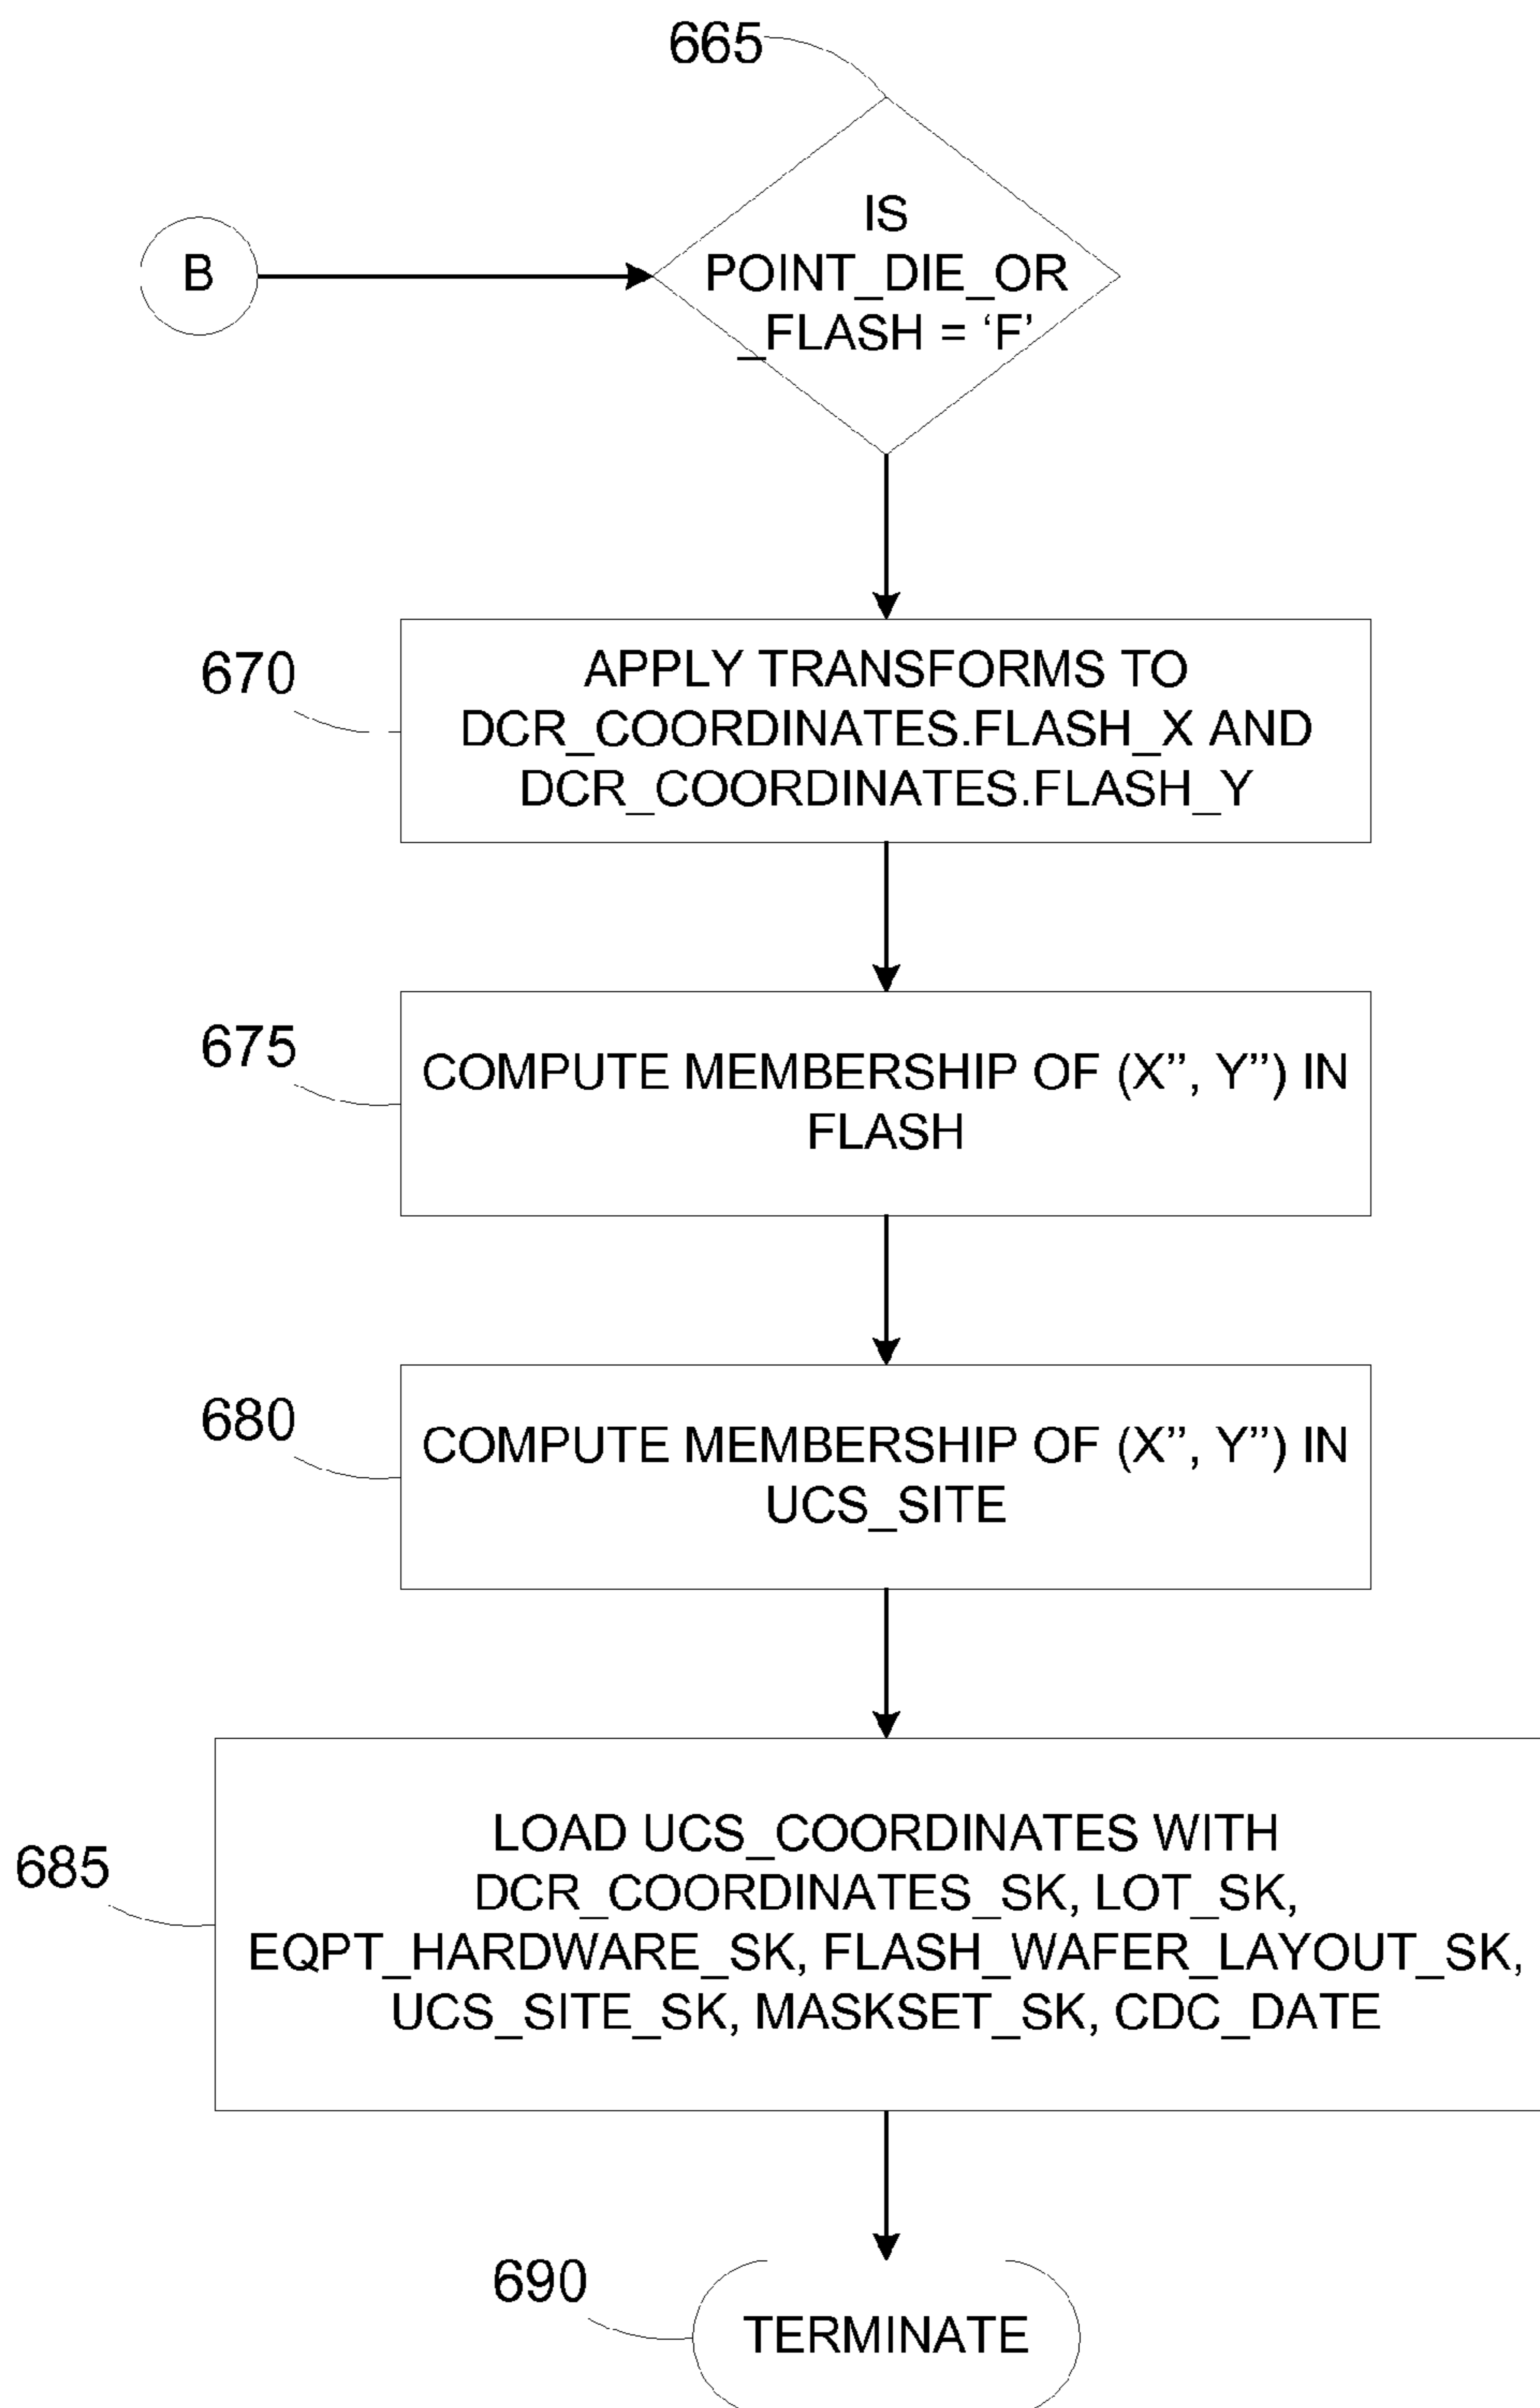 665
B
IS
POINT_DIE_OR
_FLASH = ‘F’
670
APPLY TRANSFORMS TO
DCR_COORDINATES.FLASH_X AND
DCR_COORDINATES.FLASH_Y
675
COMPUTE MEMBERSHIP OF (X’’, Y’’) IN
FLASH
680
COMPUTE MEMBERSHIP OF (X’’, Y’’) IN
UCS_SITE
685
LOAD UCS_COORDINATES WITH
DCR_COORDINATES_SK, LOT_SK,
EQPT_HARDWARE_SK, FLASH_WAFER_LAYOUT_SK,
UCS_SITE_SK, MASKSET_SK, CDC_DATE
690
TERMINATE